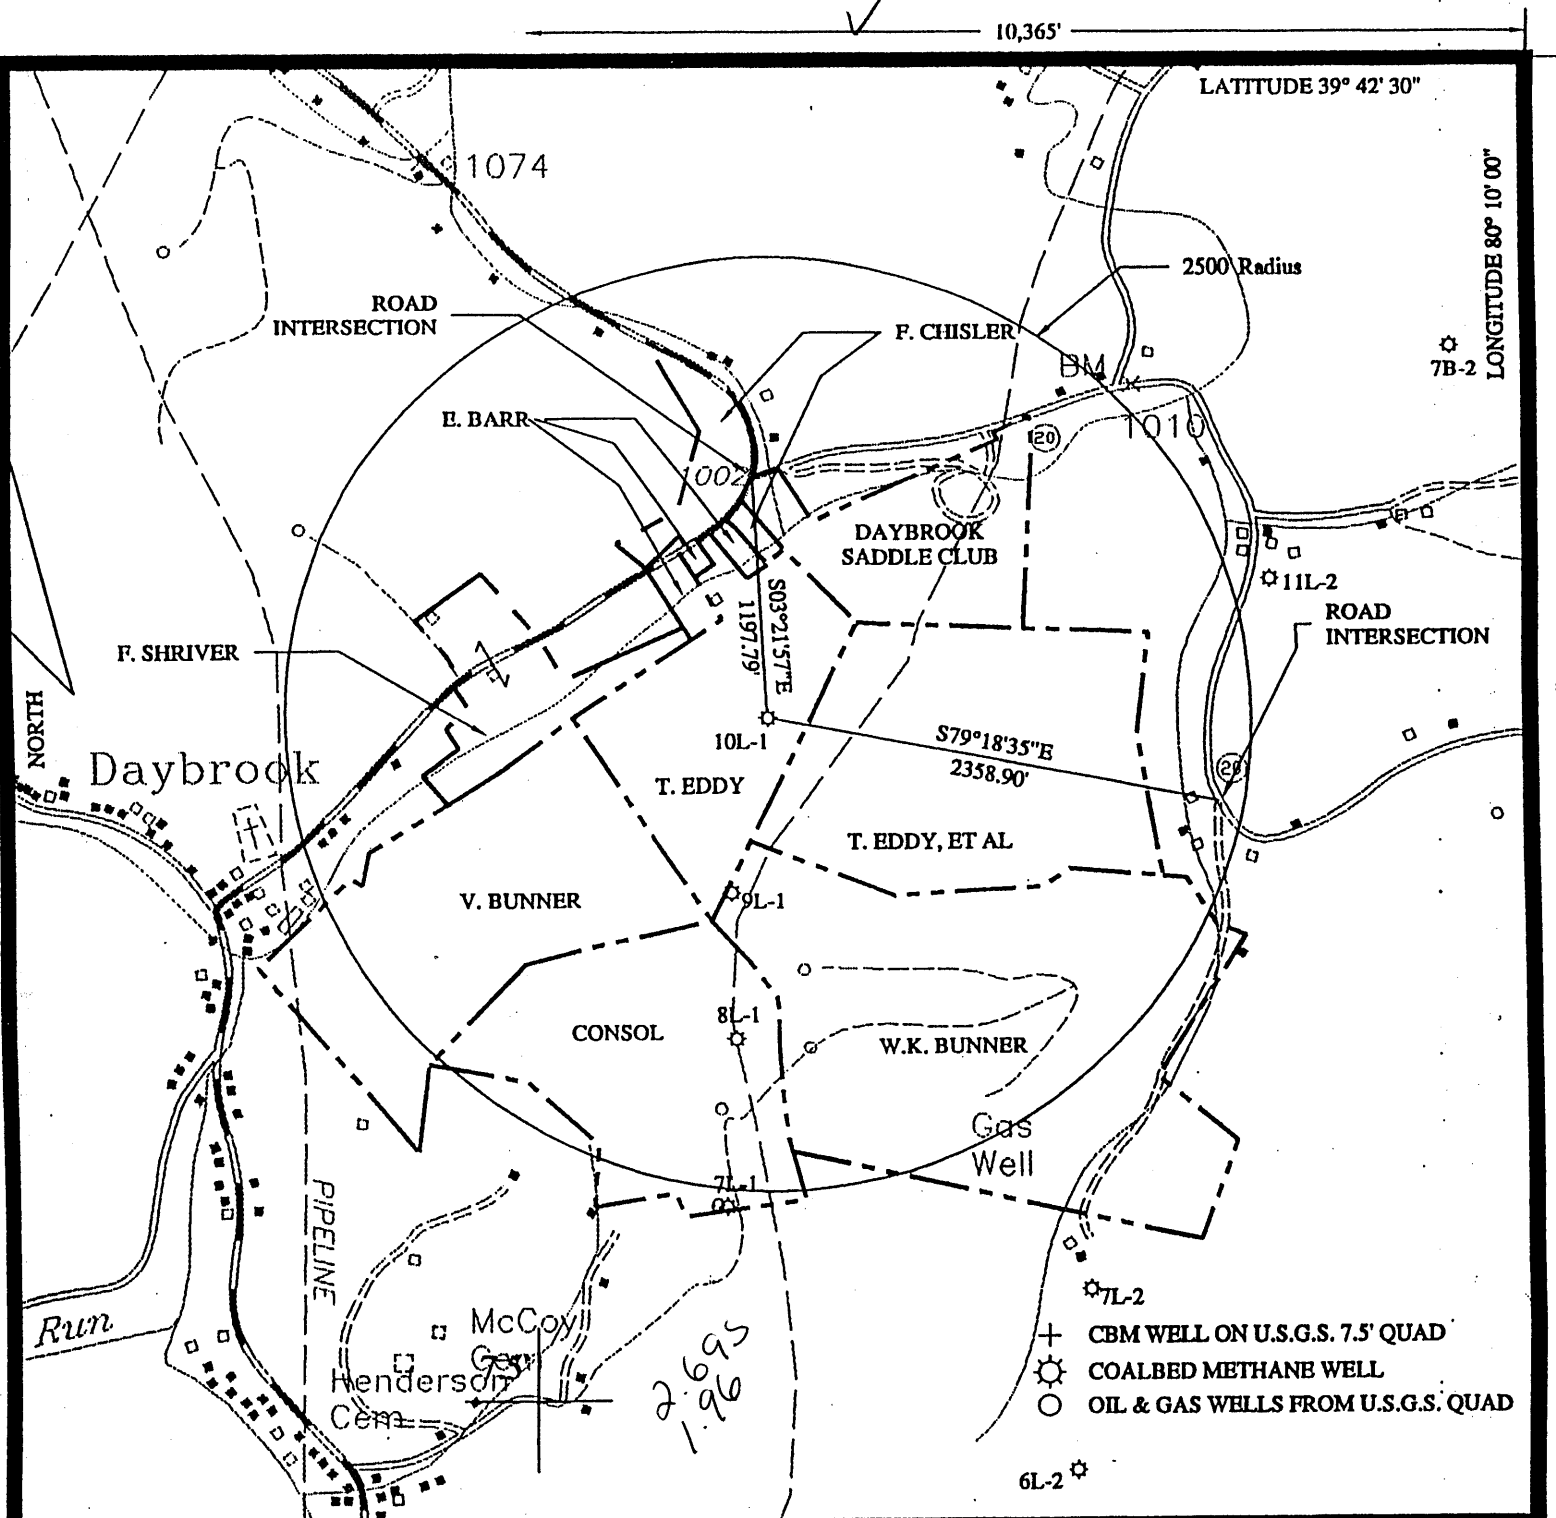 10,365'
LATITUDE 39° 42' 30"
LONGITUDE 80° 10' 00"
1074
2500 Radius
ROAD
INTERSECTION
F. CHISLER
BM
7B-2
E. BARR
20
1010
1002
DAYBROOK
SADDLE CLUB
11L-2
ROAD
INTERSECTION
S03°21'57"E
1197.79'
F. SHRIVER
NORTH
10L-1
S79°18'35"E
2358.90'
20
Daybrook
T. EDDY
T. EDDY, ET AL
V. BUNNER
9L-1
8L-1
CONSOL
W.K. BUNNER
Gas
Well
7L-1
PIPELINE
7L-2
Run
McCoy
Cem
Henderson
Cem
2.695
1.96
CBM WELL ON U.S.G.S. 7.5' QUAD
COALBED METHANE WELL
OIL & GAS WELLS FROM U.S.G.S. QUAD
6L-2